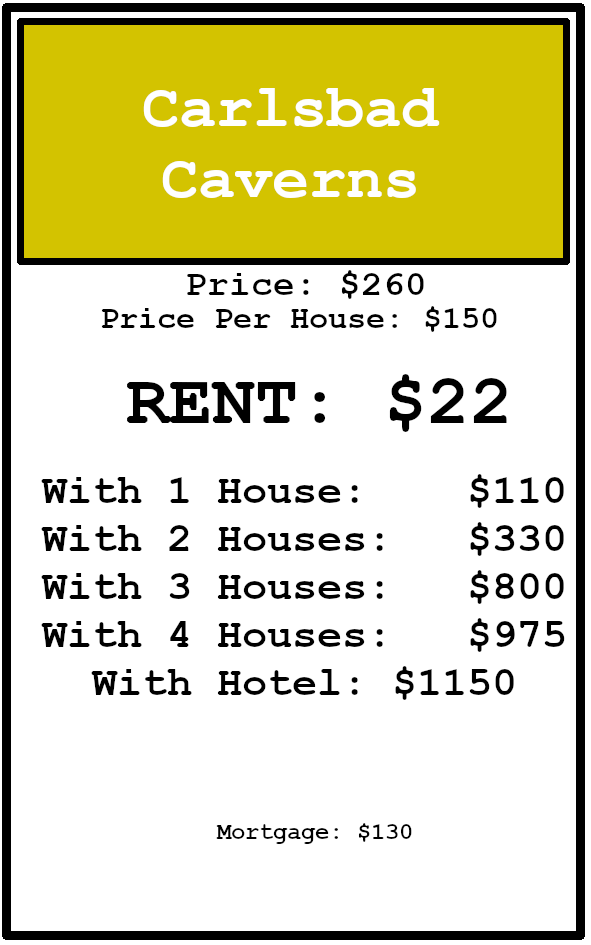 Carlsbad
Caverns
Price: $260
Price Per House: $150
RENT: $22
With 1 House: $110
With 2 Houses: $330
With 3 Houses: $800
With 4 Houses: $975
With Hotel: $1150
Mortgage: $130